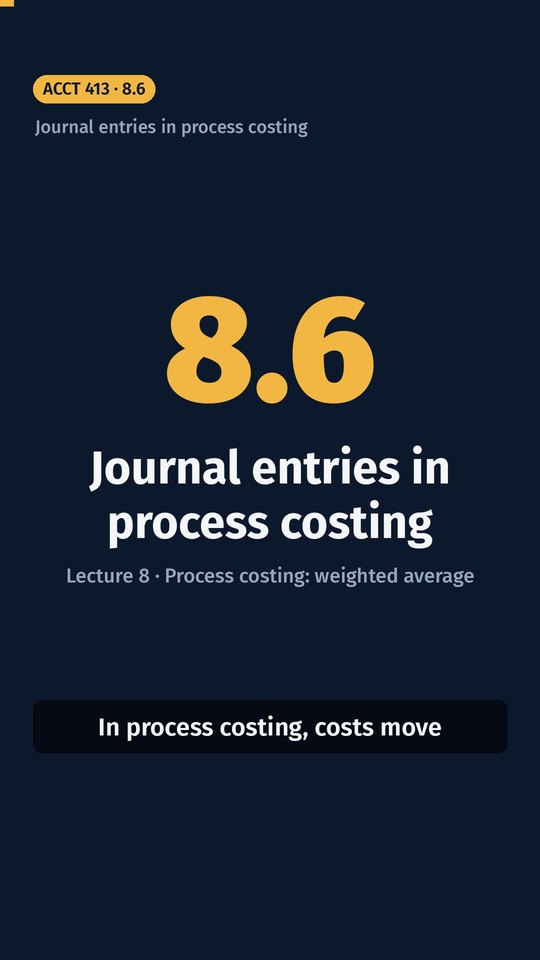 ACCT 413 · 8.6
Journal entries in process costing
8.6
Journal entries in
process costing
Lecture 8 · Process costing: weighted average
In process costing, costs move